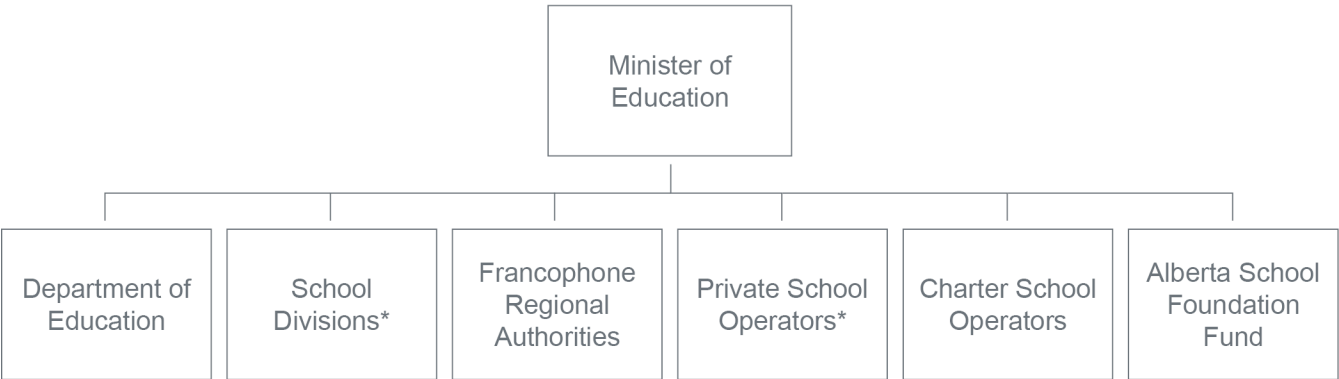 Minister of
Education
Department of
Education
School
Divisions*
Francophone
Regional
Authorities
Private School
Operators*
Charter School
Operators
Alberta School
Foundation
Fund